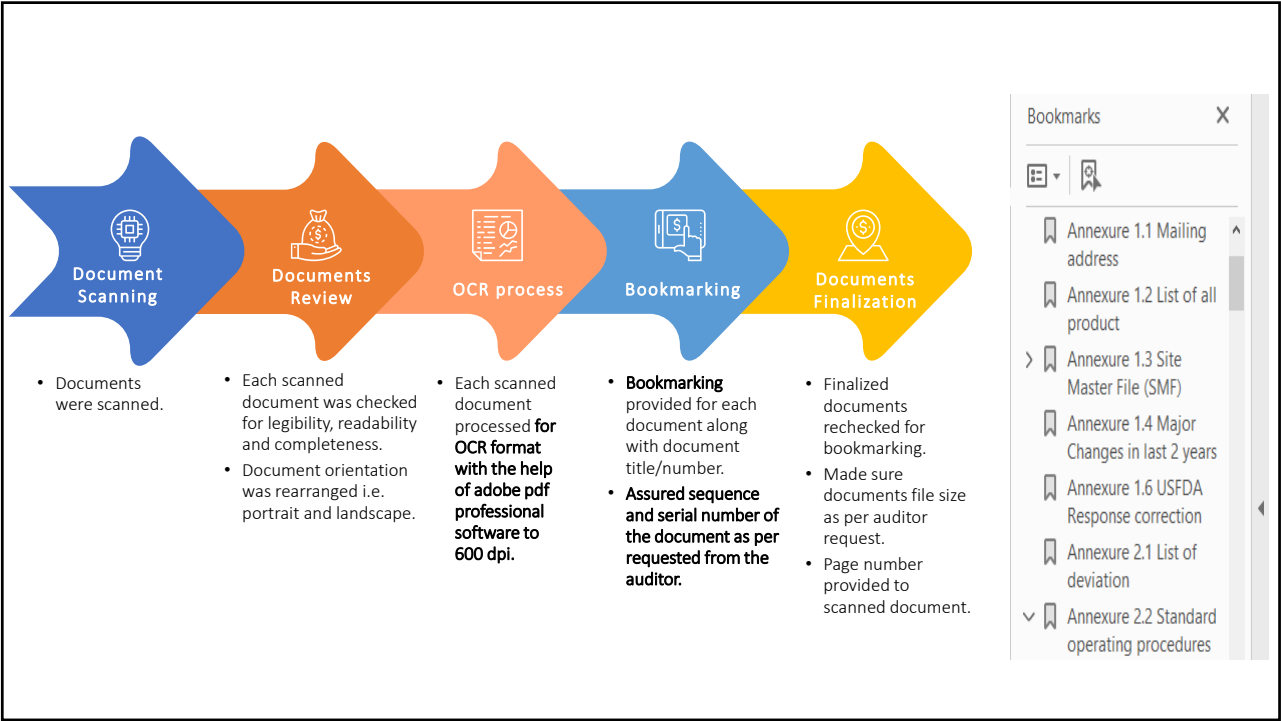 Document
Scanning
Documents
Review
OCR process
Bookmarking
Documents
Finalization
• Documents
were scanned.
• Each scanned
document was checked
for legibility, readability
and completeness.
• Document orientation
was rearranged i.e.
portrait and landscape.
• Each scanned
document
processed for
OCR format
with the help
of adobe pdf
professional
software to
600 dpi.
• Bookmarking
provided for each
document along
with document
title/number.
• Assured sequence
and serial number of
the document as per
requested from the
auditor.
• Finalized
documents
rechecked for
bookmarking.
• Made sure
documents file size
as per auditor
request.
• Page number
provided to
scanned document.
Bookmarks
Annexure 1.1 Mailing
address
Annexure 1.2 List of all
product
Annexure 1.3 Site
Master File (SMF)
Annexure 1.4 Major
Changes in last 2 years
Annexure 1.6 USFDA
Response correction
Annexure 2.1 List of
deviation
Annexure 2.2 Standard
operating procedures